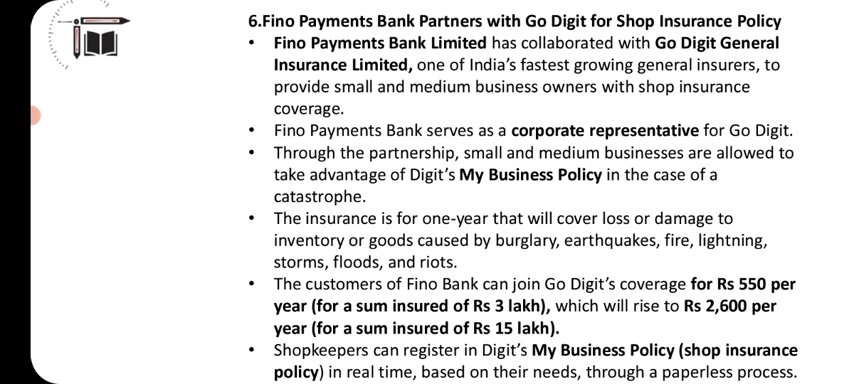 6.Fino Payments Bank Partners with Go Digit for Shop Insurance Policy
• Fino Payments Bank Limited has collaborated with Go Digit General
Insurance Limited, one of India's fastest growing general insurers, to
provide small and medium business owners with shop insurance
coverage.
• Fino Payments Bank serves as a corporate representative for Go Digit.
• Through the partnership, small and medium businesses are allowed to
take advantage of Digit's My Business Policy in the case of a
catastrophe.
• The insurance is for one-year that will cover loss or damage to
inventory or goods caused by burglary, earthquakes, fire, lightning,
storms, floods, and riots.
• The customers of Fino Bank can join Go Digit's coverage for Rs 550 per
year (for a sum insured of Rs 3 lakh), which will rise to Rs 2,600 per
year (for a sum insured of Rs 15 lakh).
• Shopkeepers can register in Digit's My Business Policy (shop insurance
policy) in real time, based on their needs, through a paperless process.